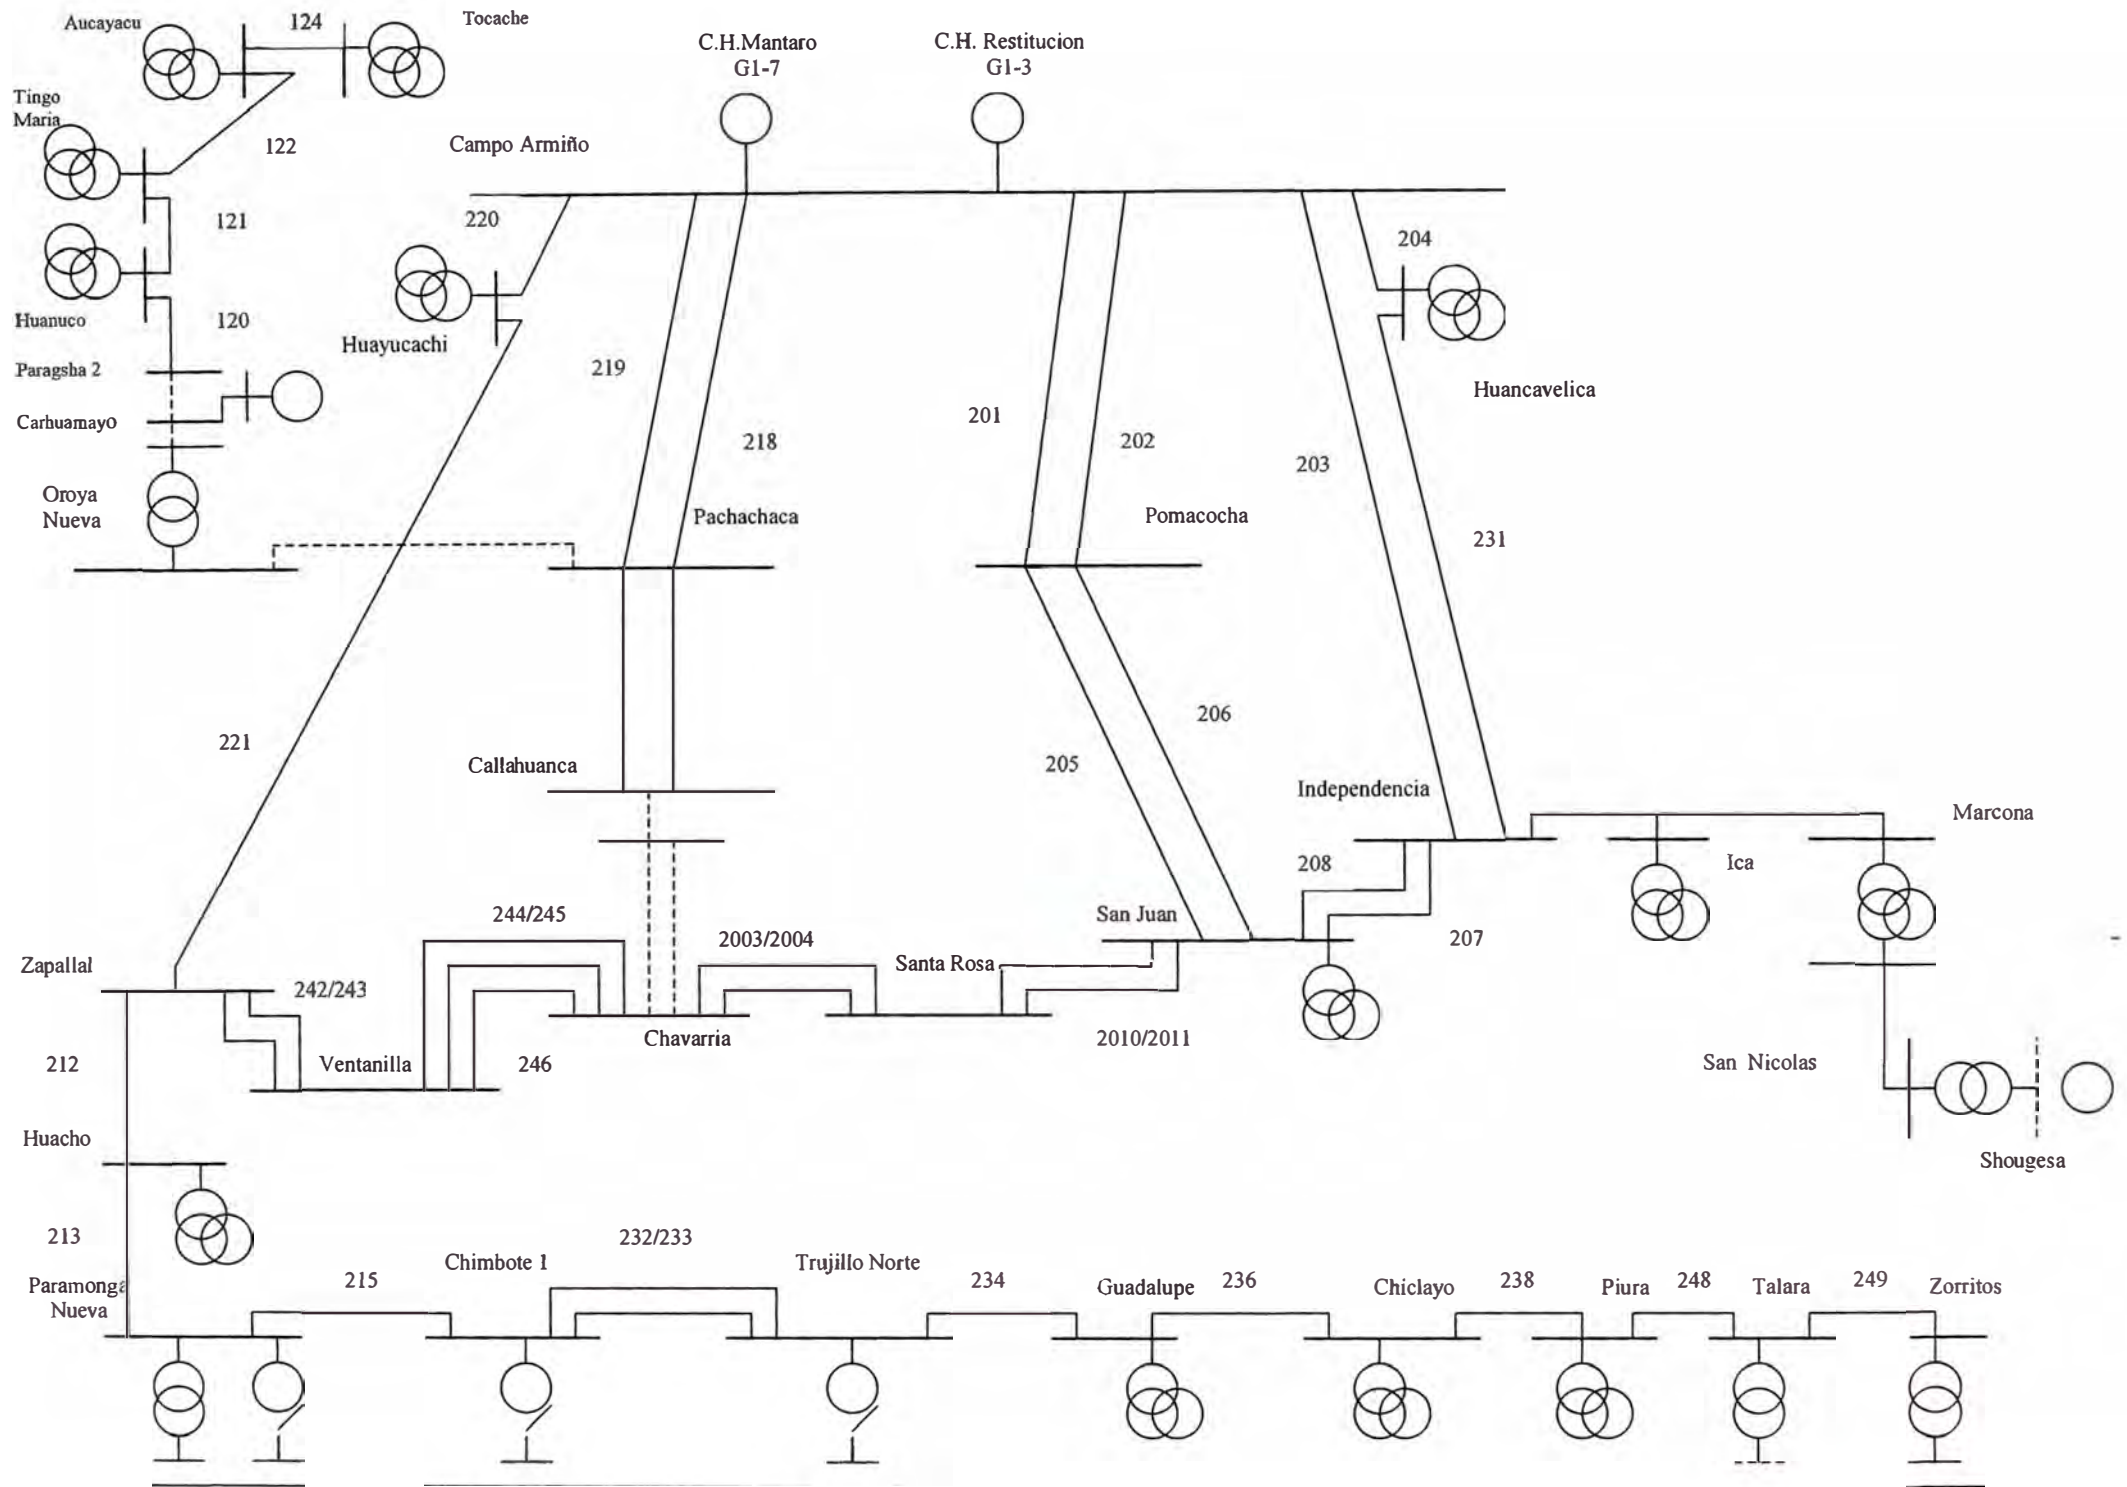 Aucayacu
124
Tocache
C.H.Mantaro
G1-7
C.H. Restitucion
G1-3
Tingo
Maria
122
Campo Armiño
121
220
204
Huanuco
120
Huayucachi
Paragsha 2
219
Huancavelica
Carhuamayo
201
218
202
203
Oroya
Nueva
Pachachaca
Pomacocha
231
221
206
Callahuanca
205
Independencia
Marcona
208
Ica
244/245
2003/2004
San Juan
207
Zapallal
242/243
Santa Rosa
Chavarria
2010/2011
212
Ventanilla
246
San Nicolas
Huacho
Shougesa
213
232/233
Chimbote 1
Trujillo Norte
Paramonga
Nueva
215
234
Guadalupe
236
Chiclayo
238
Piura
248
Talara
249
Zorritos